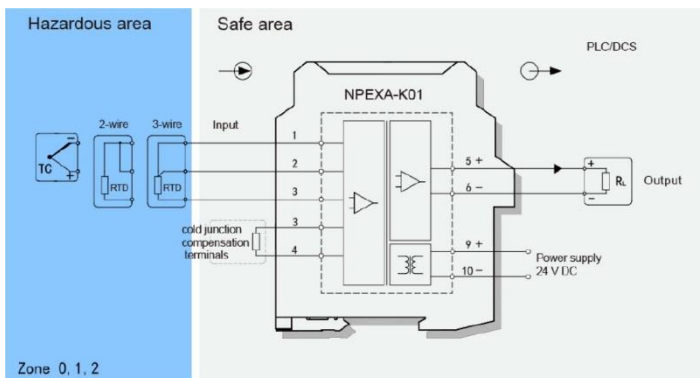 Hazardous area
Safe area
PLC/DCS
NPEXA-K01
2-wire
3-wire
Input
1
TC
−
+
RTD
RTD
2
3
cold junction
compensation
terminals
3
4
5 +
6 −
+
−
RL
Output
9 +
10 −
Power supply
24 V DC
Zone 0, 1, 2